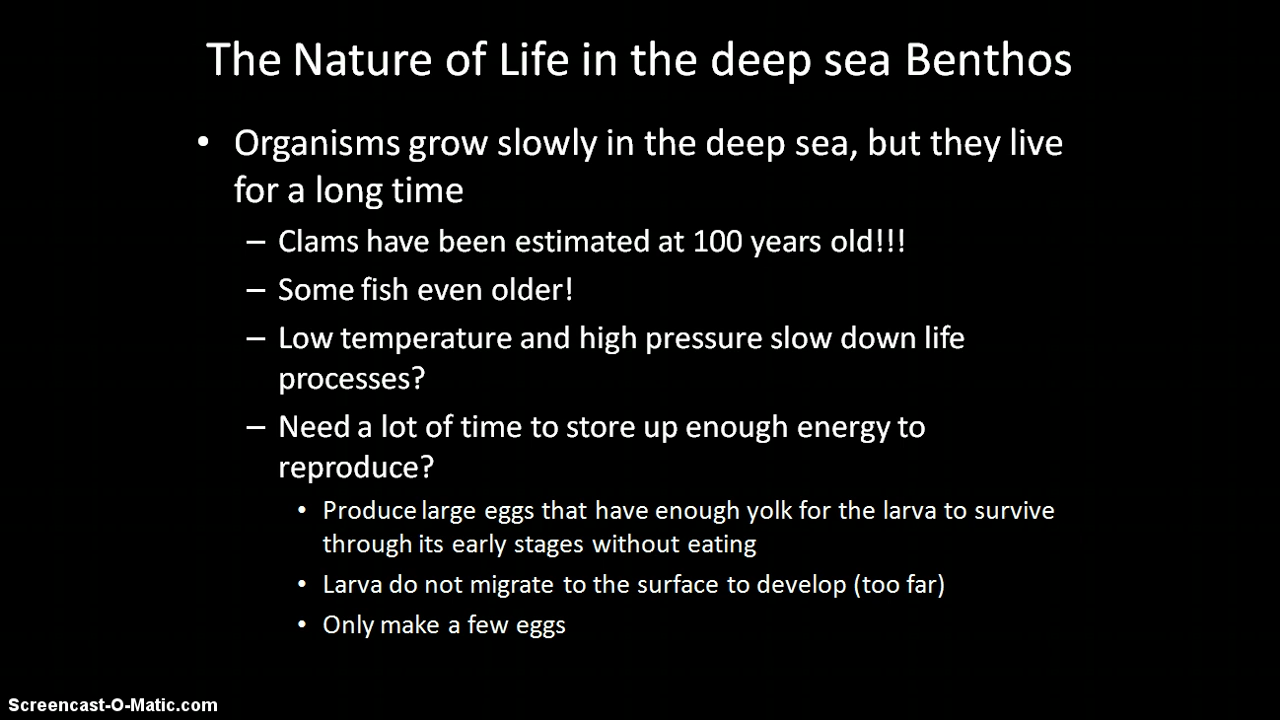 The Nature of Life in the deep sea Benthos
• Organisms grow slowly in the deep sea, but they live
for a long time
– Clams have been estimated at 100 years old!!!
– Some fish even older!
– Low temperature and high pressure slow down life
processes?
– Need a lot of time to store up enough energy to
reproduce?
• Produce large eggs that have enough yolk for the larva to survive
through its early stages without eating
• Larva do not migrate to the surface to develop (too far)
• Only make a few eggs
Screencast-O-Matic.com